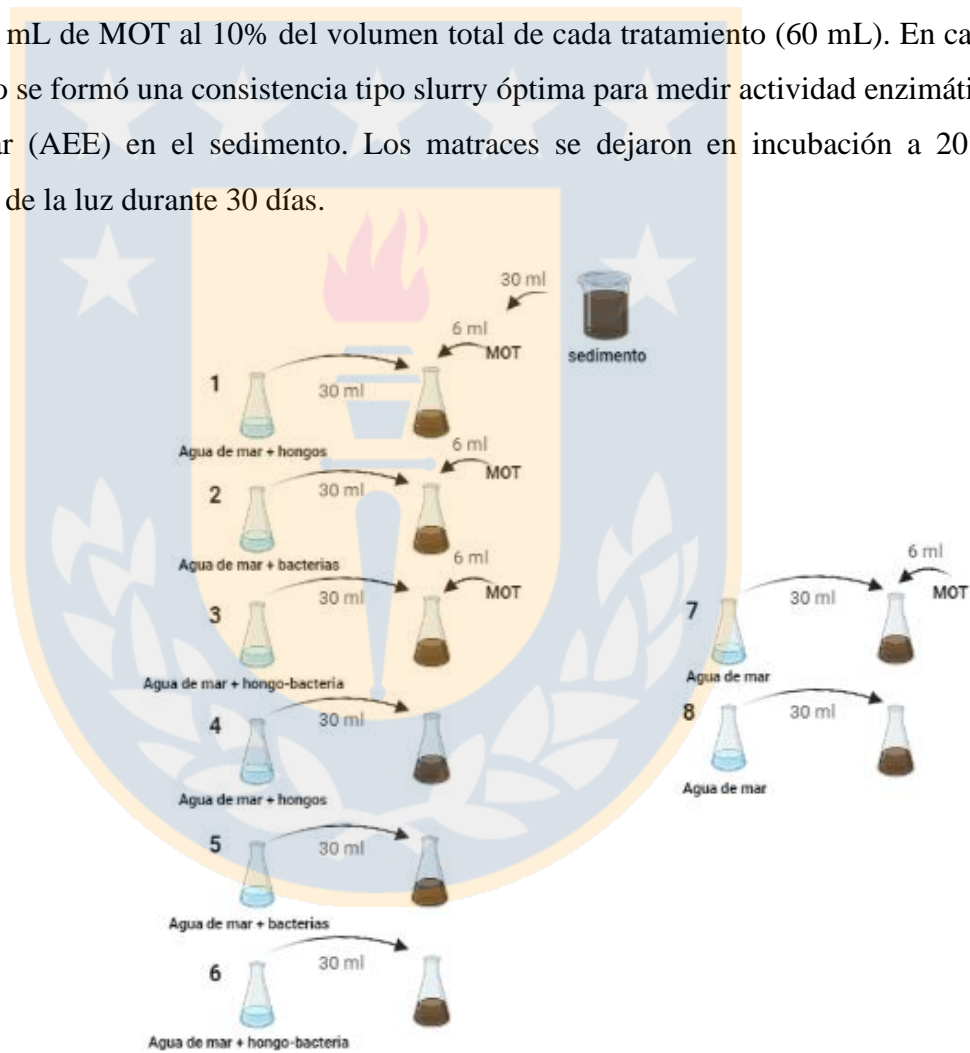 mL de MOT al 10% del volumen total de cada tratamiento (60 mL). En ca
o se formó una consistencia tipo slurry óptima para medir actividad enzimáti
ar (AEE) en el sedimento. Los matraces se dejaron en incubación a 20
de la luz durante 30 días.
30 ml
6 ml
MOT
sedimento
1
30 ml
Agua de mar + hongos
6 ml
MOT
2
30 ml
Agua de mar + bacterias
6 ml
MOT
3
30 ml
Agua de mar + hongo-bacteria
4
30 ml
Agua de mar + hongos
5
30 ml
Agua de mar + bacterias
6
30 ml
Agua de mar + hongo-bacteria
6 ml
MOT
7
30 ml
Agua de mar
8
30 ml
Agua de mar